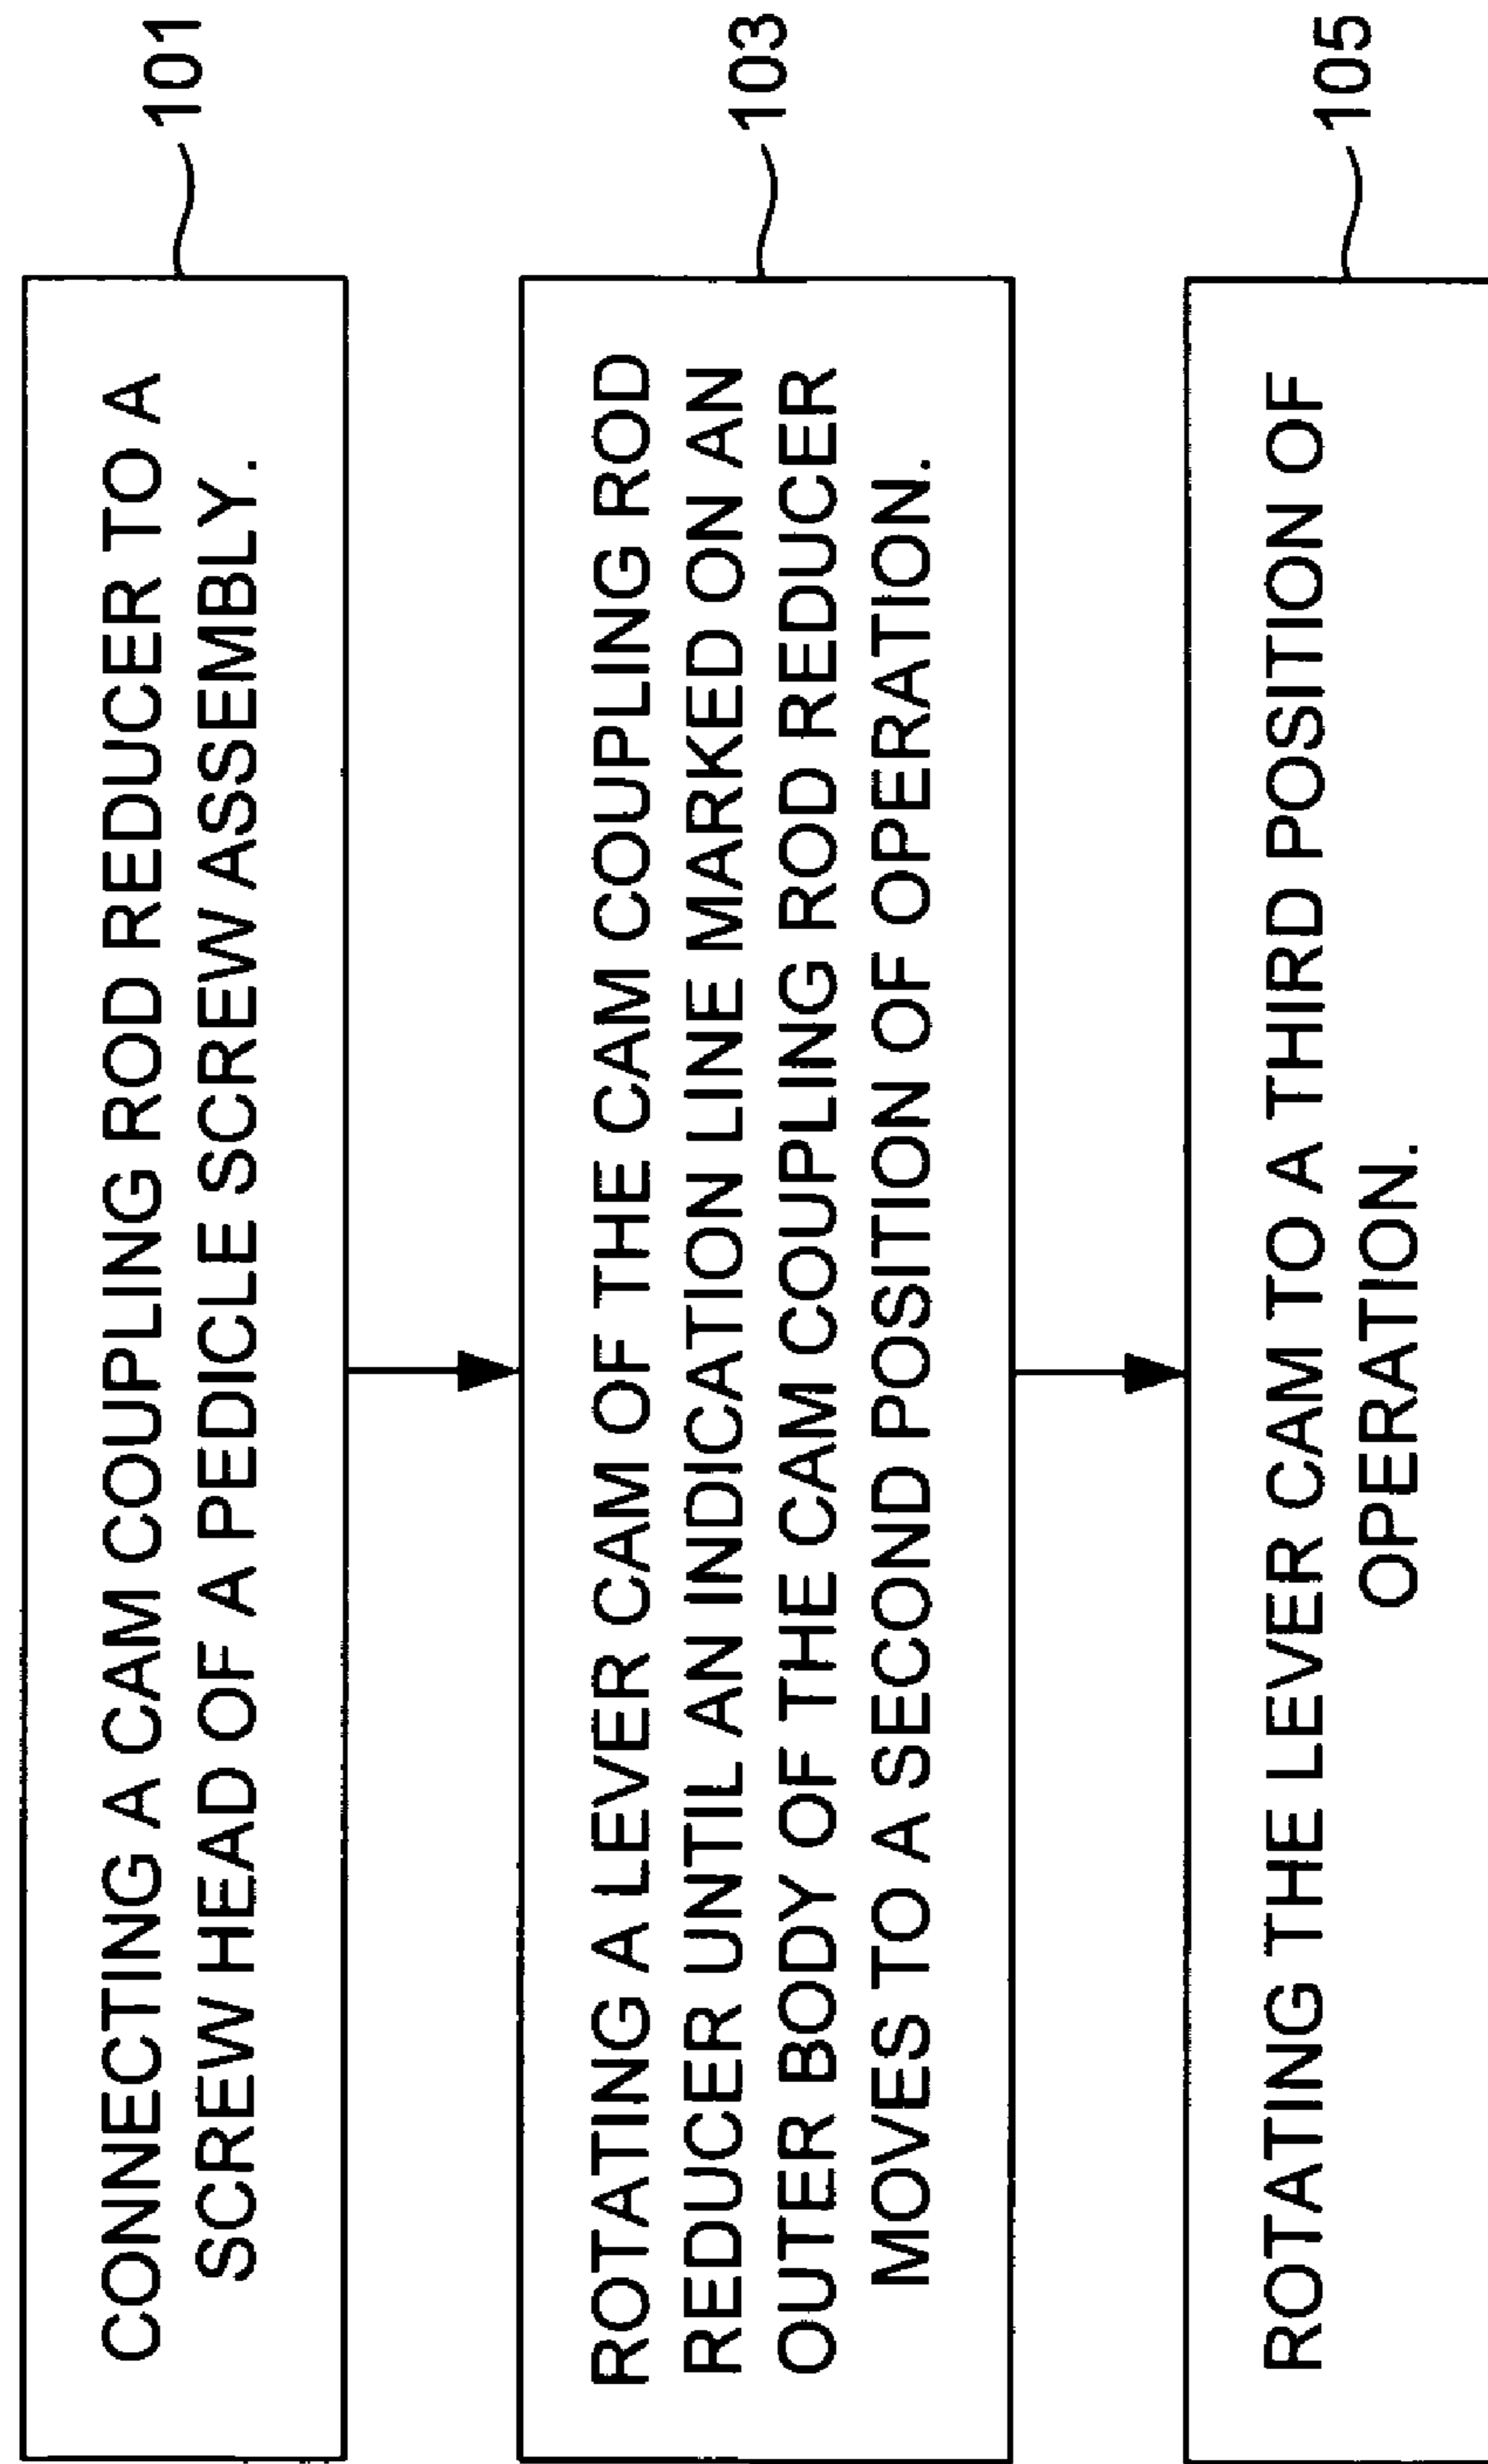 CONNECTING A CAM COUPLING ROD REDUCER TO A
SCREW HEAD OF A PEDICLE SCREW ASSEMBLY.
101
ROTATING A LEVER CAM OF THE CAM COUPLING ROD
REDUCER UNTIL AN INDICATION LINE MARKED ON AN
OUTER BODY OF THE CAM COUPLING ROD REDUCER
MOVES TO A SECOND POSITION OF OPERATION.
103
ROTATING THE LEVER CAM TO A THIRD POSITION OF
OPERATION.
105